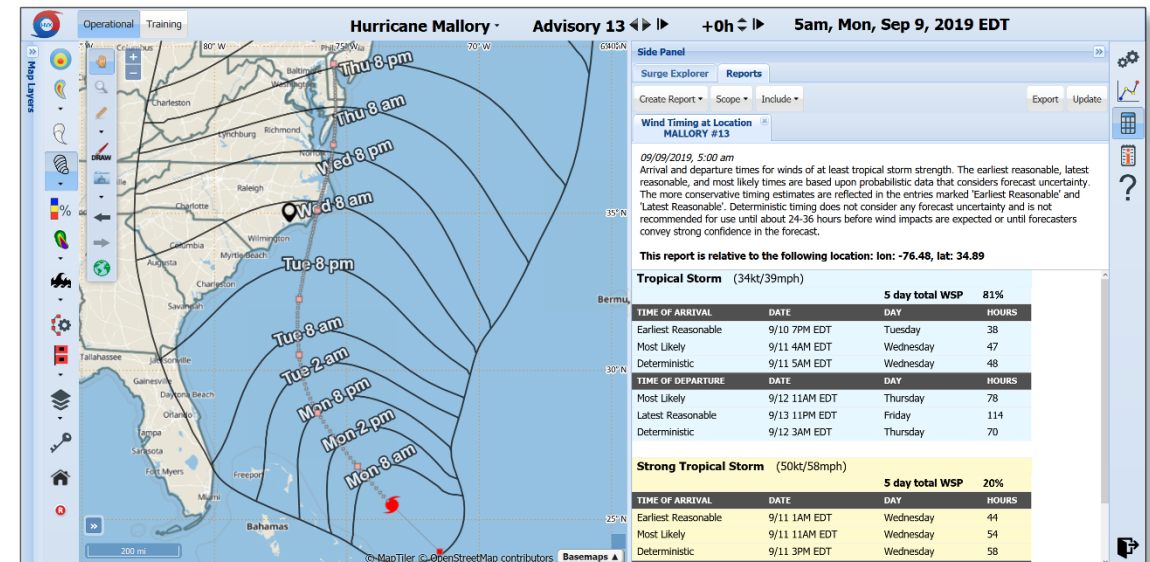 HVX
Operational Training
Hurricane Mallory Advisory 13 +0h 5am, Mon, Sep 9, 2019 EDT
Map Layers
DRAW
%
R
80° W
75° W
70° W
35° N
30° N
25° N
Columbus
Charleston
Baltimore
Washington
Lynchburg
Richmond
Norfolk
Raleigh
Charlotte
Wilmington
Columbia
Myrtle Beach
Augusta
Charleston
Savannah
Tallahassee
Jacksonville
Gainesville
Daytona Beach
Orlando
Tampa
Sarasota
Fort Myers
Freeport
Miami
Bahamas
Bermu
Thu 8 pm
Thu 8 am
Wed 8 pm
Wed 8 am
Tue 8 pm
Tue 8 am
Tue 2 am
Mon 8 pm
Mon 2 pm
Mon 8 am
200 mi
© MapTiler © OpenStreetMap contributors
Basemaps ▲
Side Panel
Surge Explorer Reports
Create Report Scope Include Export Update
Wind Timing at Location
MALLORY #13
09/09/2019, 5:00 am
Arrival and departure times for winds of at least tropical storm strength. The earliest reasonable, latest
reasonable, and most likely times are based upon probabilistic data that considers forecast uncertainty.
The more conservative timing estimates are reflected in the entries marked 'Earliest Reasonable' and
'Latest Reasonable'. Deterministic timing does not consider any forecast uncertainty and is not
recommended for use until about 24-36 hours before wind impacts are expected or until forecasters
convey strong confidence in the forecast.
This report is relative to the following location: lon: -76.48, lat: 34.89
Tropical Storm (34kt/39mph)
5 day total WSP 81%
TIME OF ARRIVAL DATE DAY HOURS
Earliest Reasonable 9/10 7PM EDT Tuesday 38
Most Likely 9/11 4AM EDT Wednesday 47
Deterministic 9/11 5AM EDT Wednesday 48
TIME OF DEPARTURE DATE DAY HOURS
Most Likely 9/12 11AM EDT Thursday 78
Latest Reasonable 9/13 11PM EDT Friday 114
Deterministic 9/12 3AM EDT Thursday 70
Strong Tropical Storm (50kt/58mph)
5 day total WSP 20%
TIME OF ARRIVAL DATE DAY HOURS
Earliest Reasonable 9/11 1AM EDT Wednesday 44
Most Likely 9/11 11AM EDT Wednesday 54
Deterministic 9/11 3PM EDT Wednesday 58